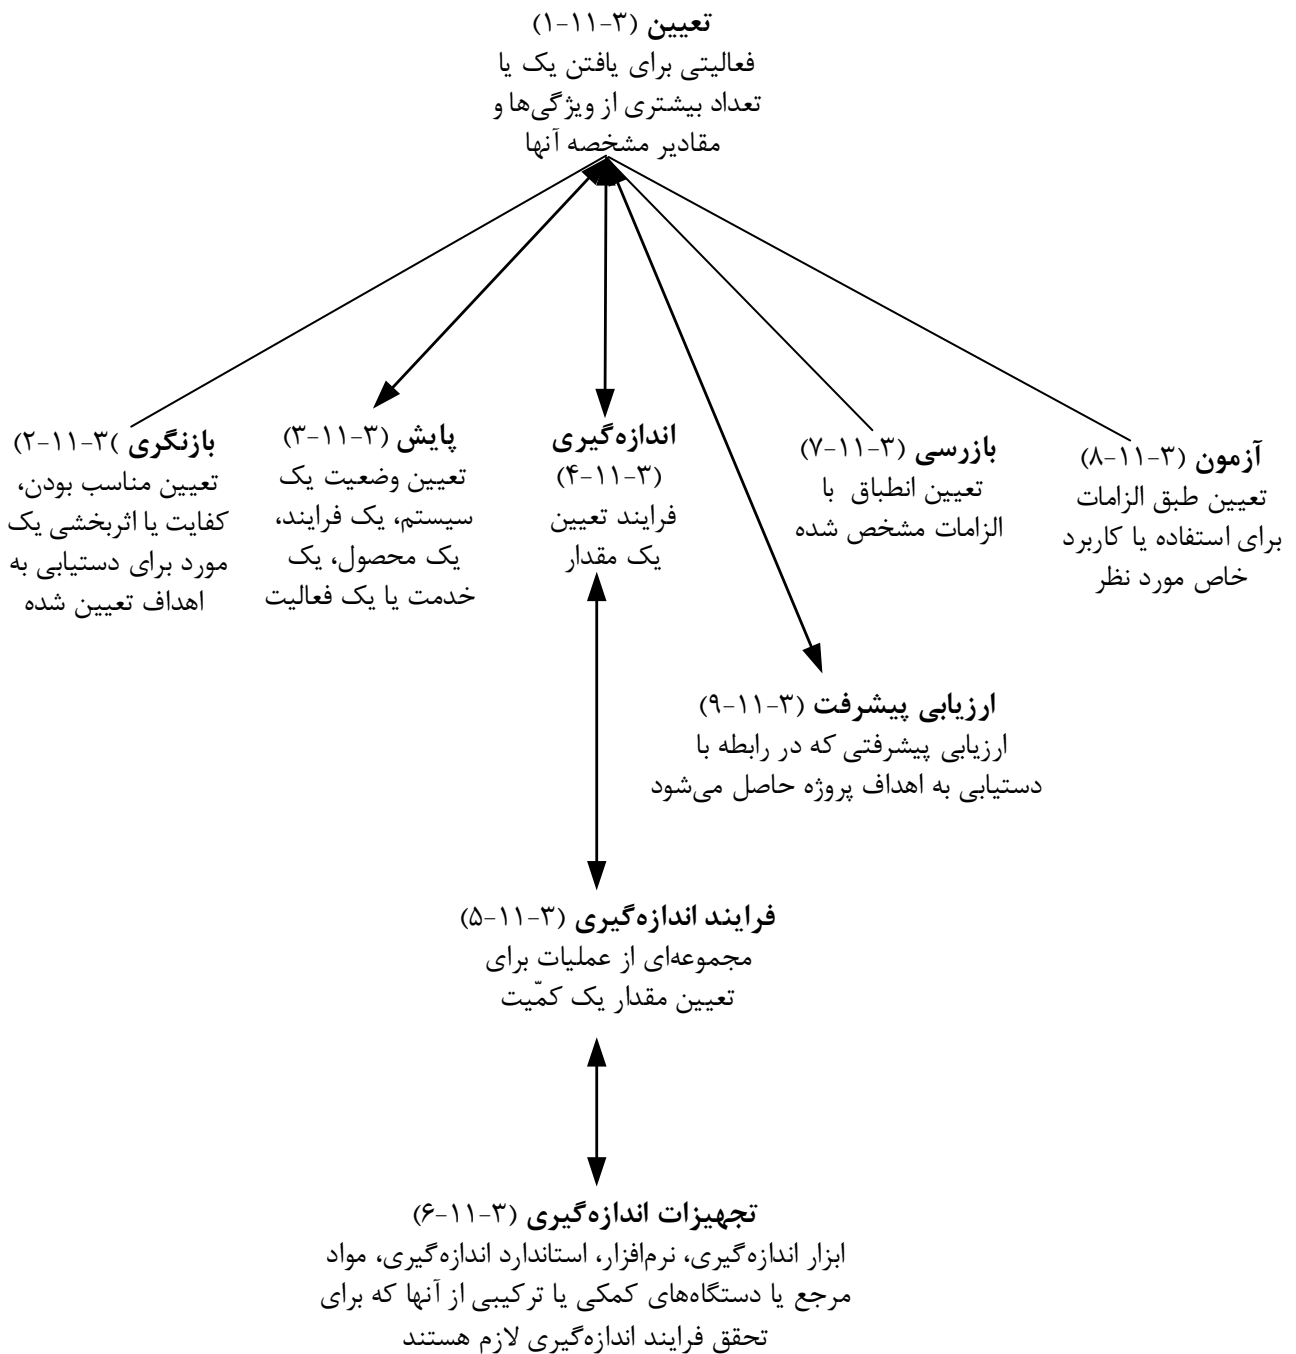 تعیین (۳-۱۱-۱)
فعالیتی برای یافتن یک یا
تعداد بیشتری از ویژگی‌ها و
مقادیر مشخصه آنها
بازنگری )۳-۱۱-۲)
تعیین مناسب بودن،
کفایت یا اثربخشی یک
مورد برای دستیابی به
اهداف تعیین شده
پایش (۳-۱۱-۳)
تعیین وضعیت یک
سیستم، یک فرایند،
یک محصول، یک
خدمت یا یک فعالیت
اندازه‌گیری
(۳-۱۱-۴)
فرایند تعیین
یک مقدار
بازرسی (۳-۱۱-۷)
تعیین انطباق با
الزامات مشخص شده
آزمون (۳-۱۱-۸)
تعیین طبق الزامات
برای استفاده یا کاربرد
خاص مورد نظر
ارزیابی پیشرفت (۳-۱۱-۹)
ارزیابی پیشرفتی که در رابطه با
دستیابی به اهداف پروژه حاصل می‌شود
فرایند اندازه‌گیری (۳-۱۱-۵)
مجموعه‌ای از عملیات برای
تعیین مقدار یک کمّیت
تجهیزات اندازه‌گیری (۳-۱۱-۶)
ابزار اندازه‌گیری، نرم‌افزار، استاندارد اندازه‌گیری، مواد
مرجع یا دستگاه‌های کمکی یا ترکیبی از آنها که برای
تحقق فرایند اندازه‌گیری لازم هستند